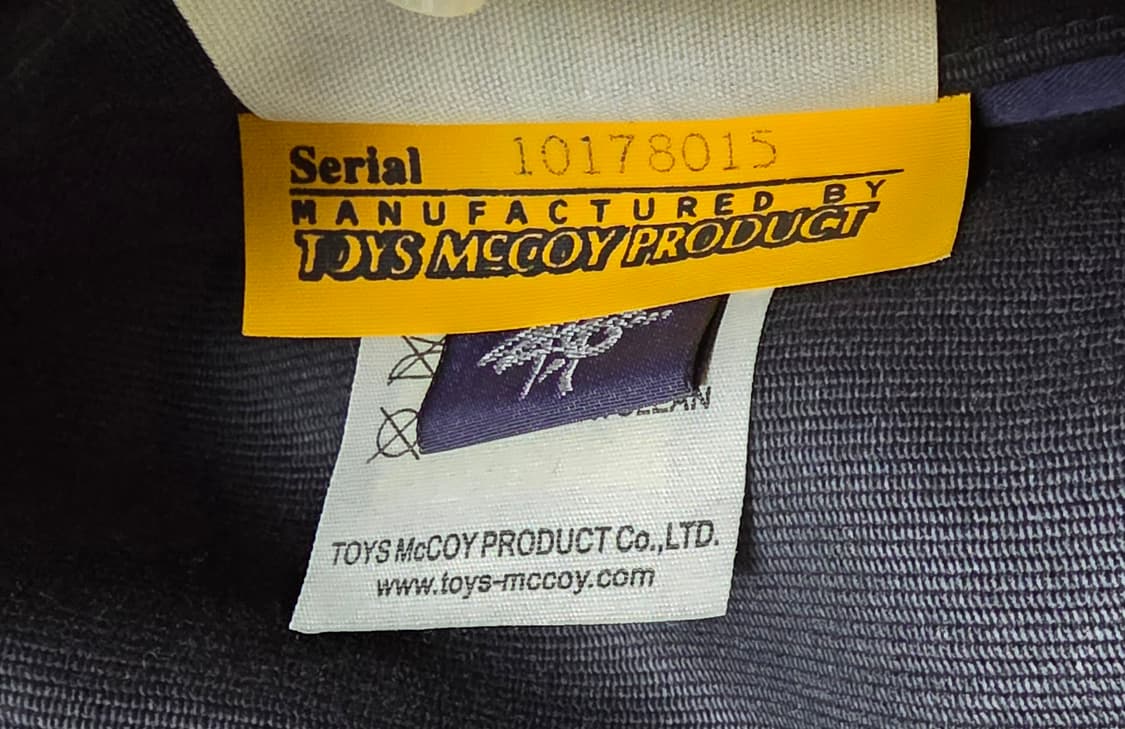 Serial 10178015
MANUFACTURED BY
TOYS McCOY PRODUCT
TOYS McCOY PRODUCT Co.,LTD.
www.toys-mccoy.com